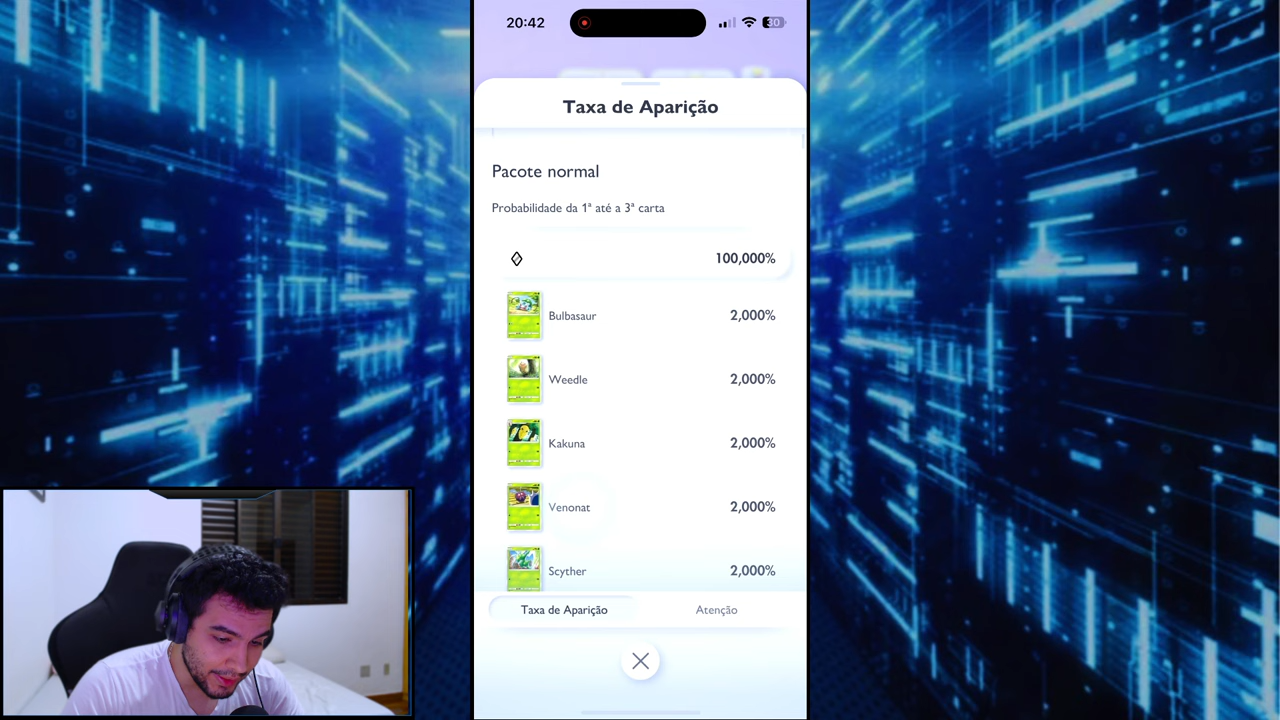 20:42
30
Taxa de Aparição
Pacote normal
Probabilidade da 1ª até a 3ª carta
100,000%
Bulbasaur 2,000%
Weedle 2,000%
Kakuna 2,000%
Venonat 2,000%
Scyther 2,000%
Taxa de Aparição Atenção